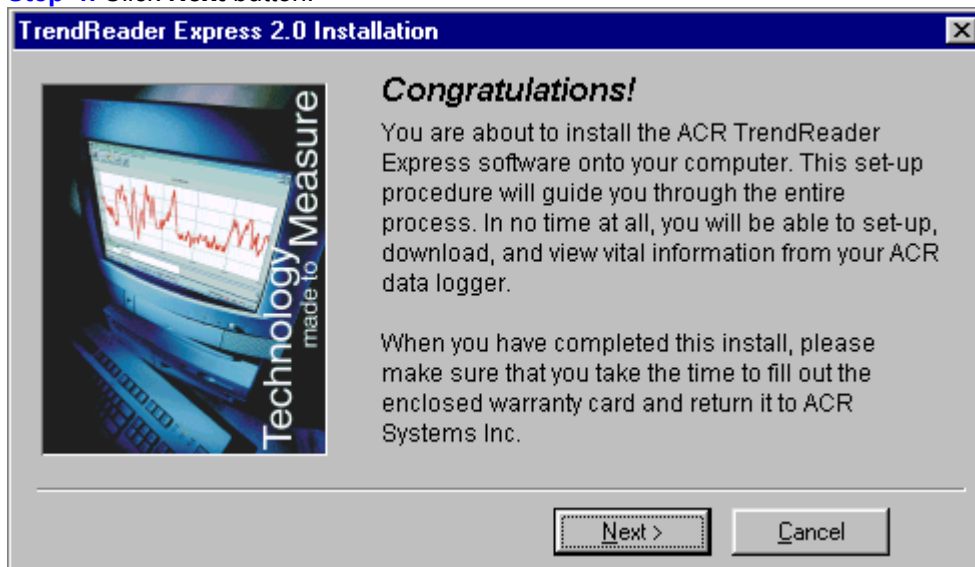 Click Next button.
TrendReader Express 2.0 Installation
Technology
made to Measure
Congratulations!
You are about to install the ACR TrendReader
Express software onto your computer. This set-up
procedure will guide you through the entire
process. In no time at all, you will be able to set-up,
download, and view vital information from your ACR
data logger.
When you have completed this install, please
make sure that you take the time to fill out the
enclosed warranty card and return it to ACR
Systems Inc.
Next >
Cancel